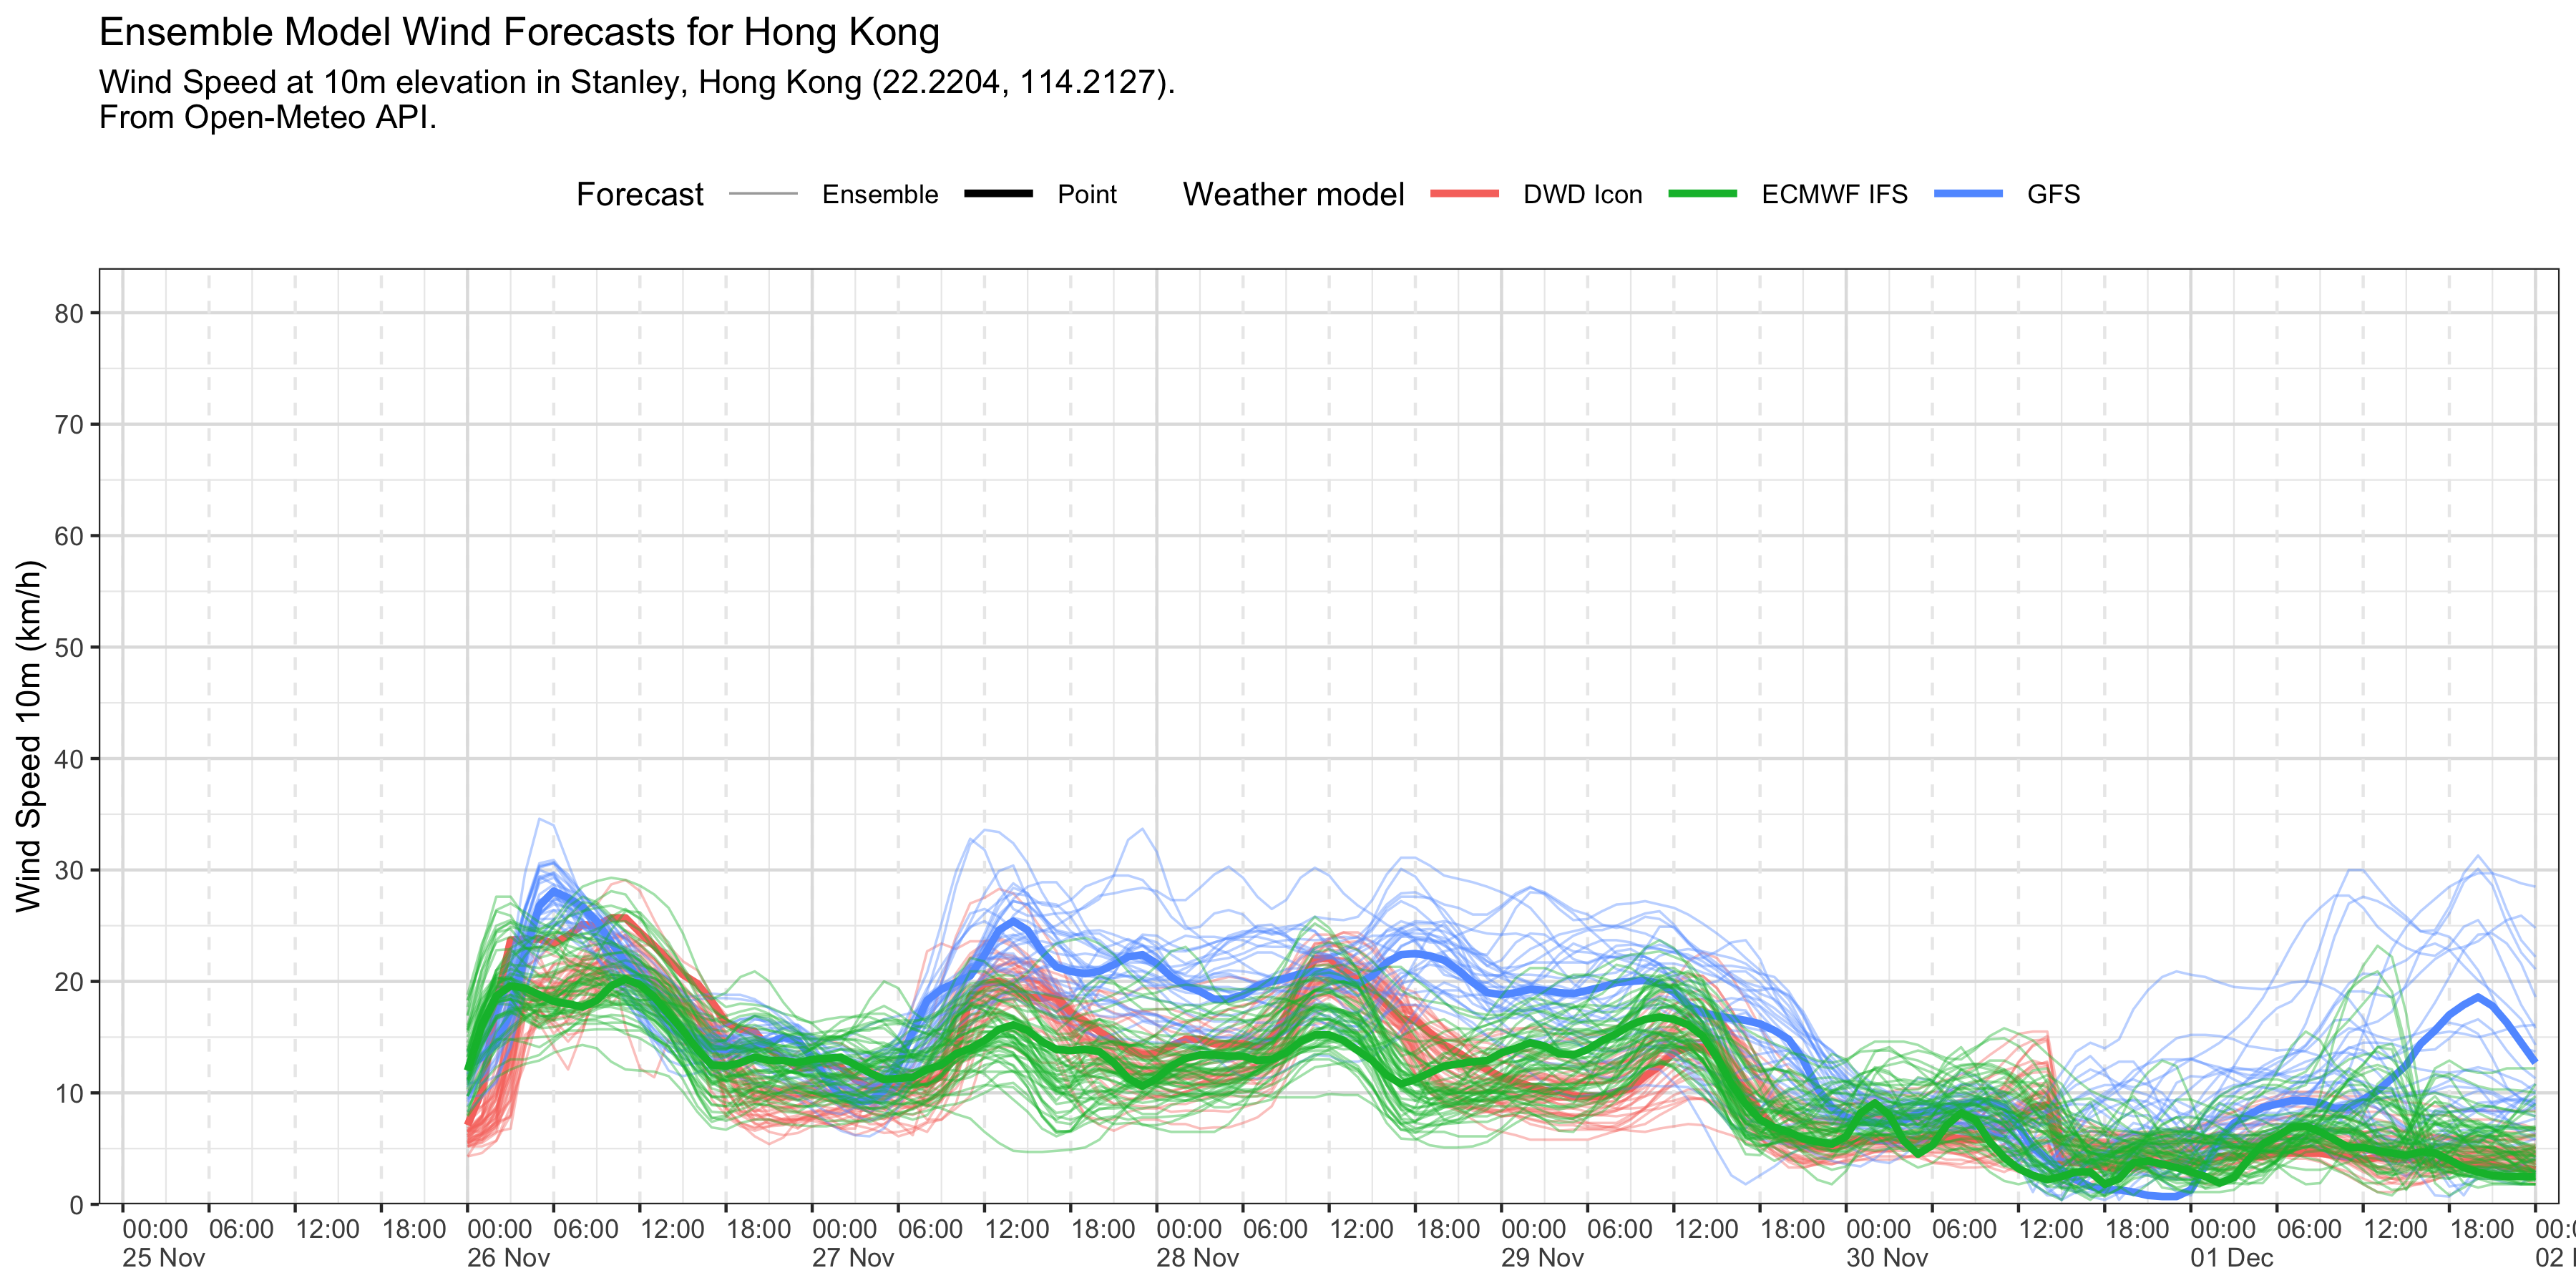 Ensemble Model Wind Forecasts for Hong Kong
Wind Speed at 10m elevation in Stanley, Hong Kong (22.2204, 114.2127).
From Open-Meteo API.
Forecast Ensemble Point Weather model DWD Icon ECMWF IFS GFS
Wind Speed 10m (km/h)
80
70
60
50
40
30
20
10
0
00:00 06:00 12:00 18:00 00:00 06:00 12:00 18:00 00:00 06:00 12:00 18:00 00:00 06:00 12:00 18:00 00:00 06:00 12:00 18:00 00:00 06:00 12:00 18:00 00:00 06:00 12:00 18:00 00:
25 Nov 26 Nov 27 Nov 28 Nov 29 Nov 30 Nov 01 Dec 02